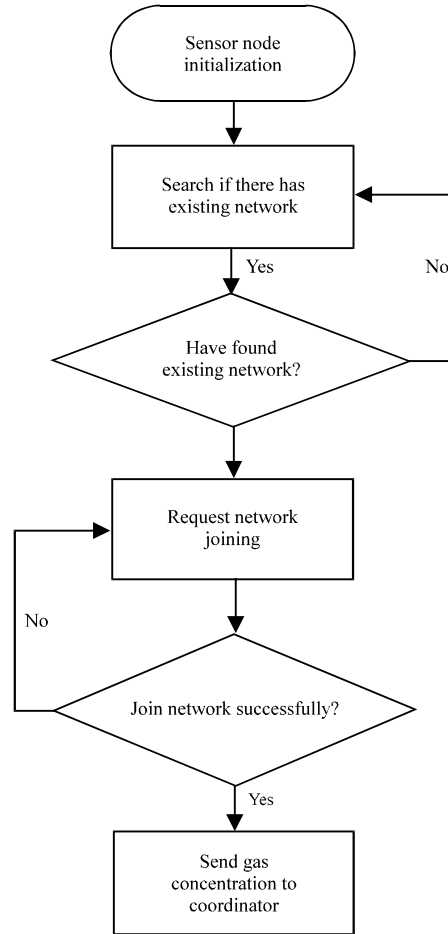 Sensor node
initialization
Search if there has
existing network
Yes
No
Have found
existing network?
Request network
joining
No
Join network successfully?
Yes
Send gas
concentration to
coordinator